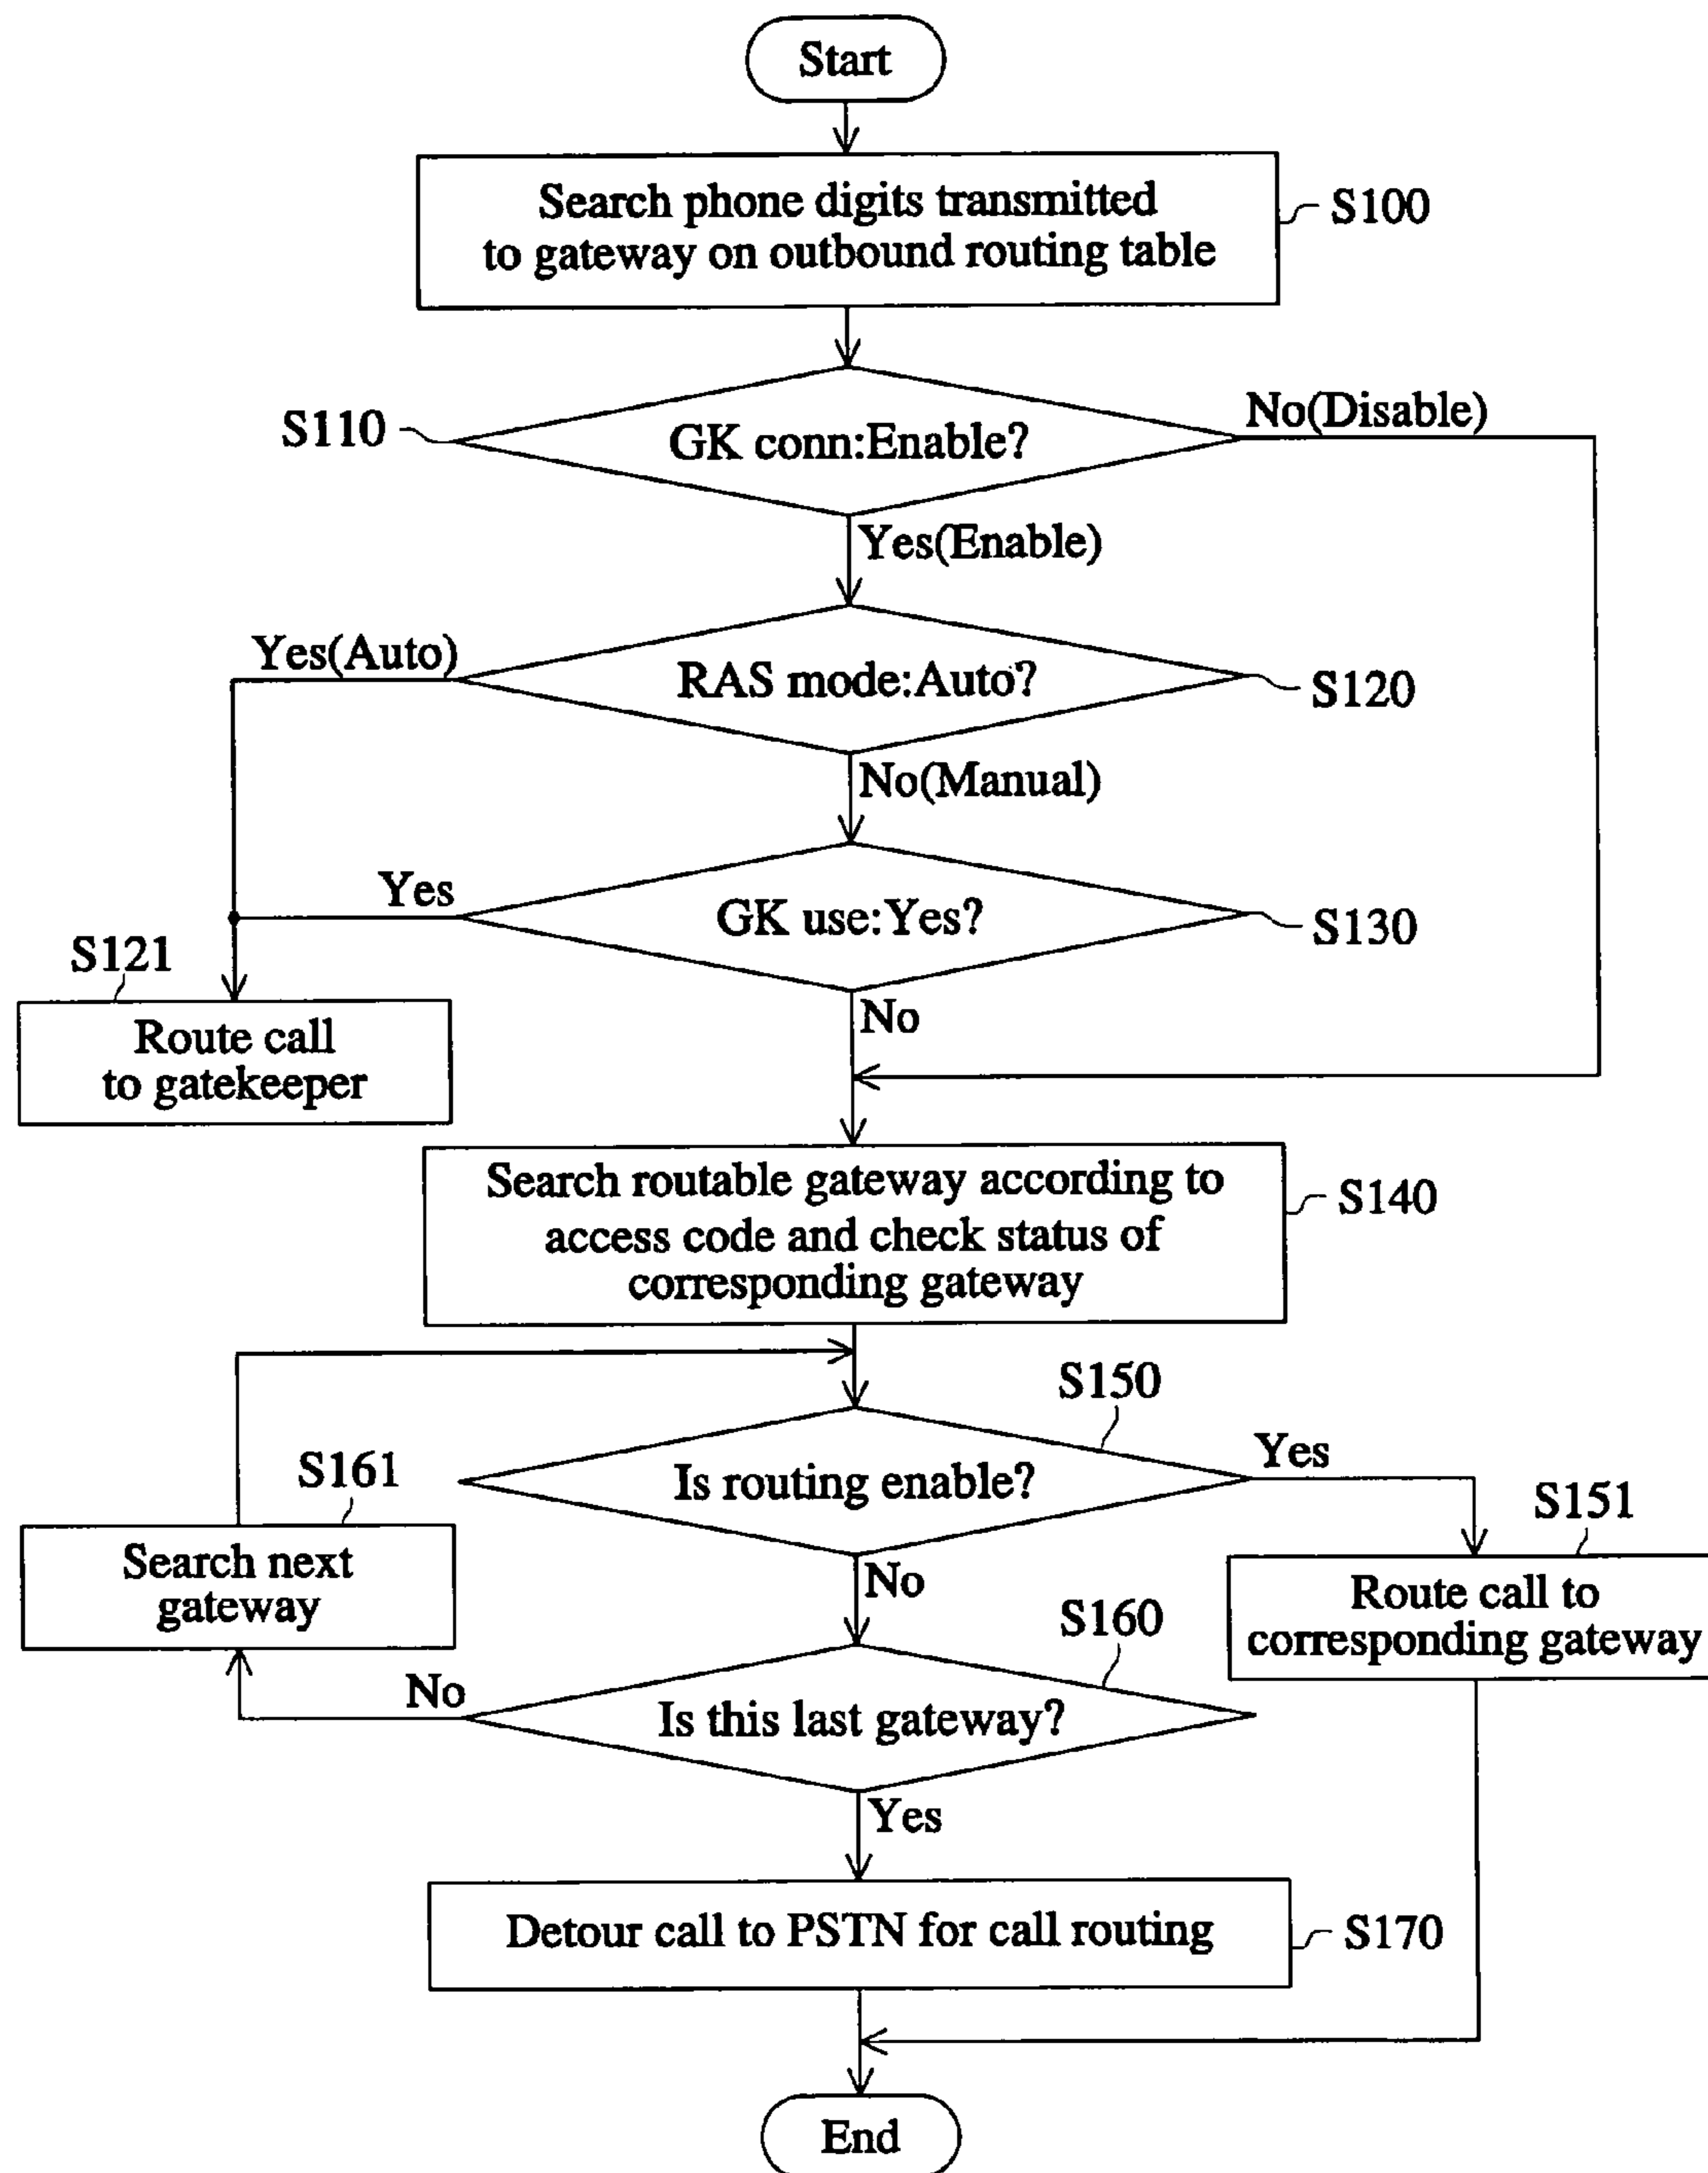 Start
Search phone digits transmitted
to gateway on outbound routing table
S100
S110
GK conn:Enable?
No(Disable)
Yes(Enable)
Yes(Auto)
RAS mode:Auto?
S120
No(Manual)
Yes
GK use:Yes?
S130
S121
Route call
to gatekeeper
No
Search routable gateway according to
access code and check status of
corresponding gateway
S140
S150
Is routing enable?
Yes
S161
Search next
gateway
S151
Route call to
corresponding gateway
No
S160
No
Is this last gateway?
Yes
Detour call to PSTN for call routing
S170
End